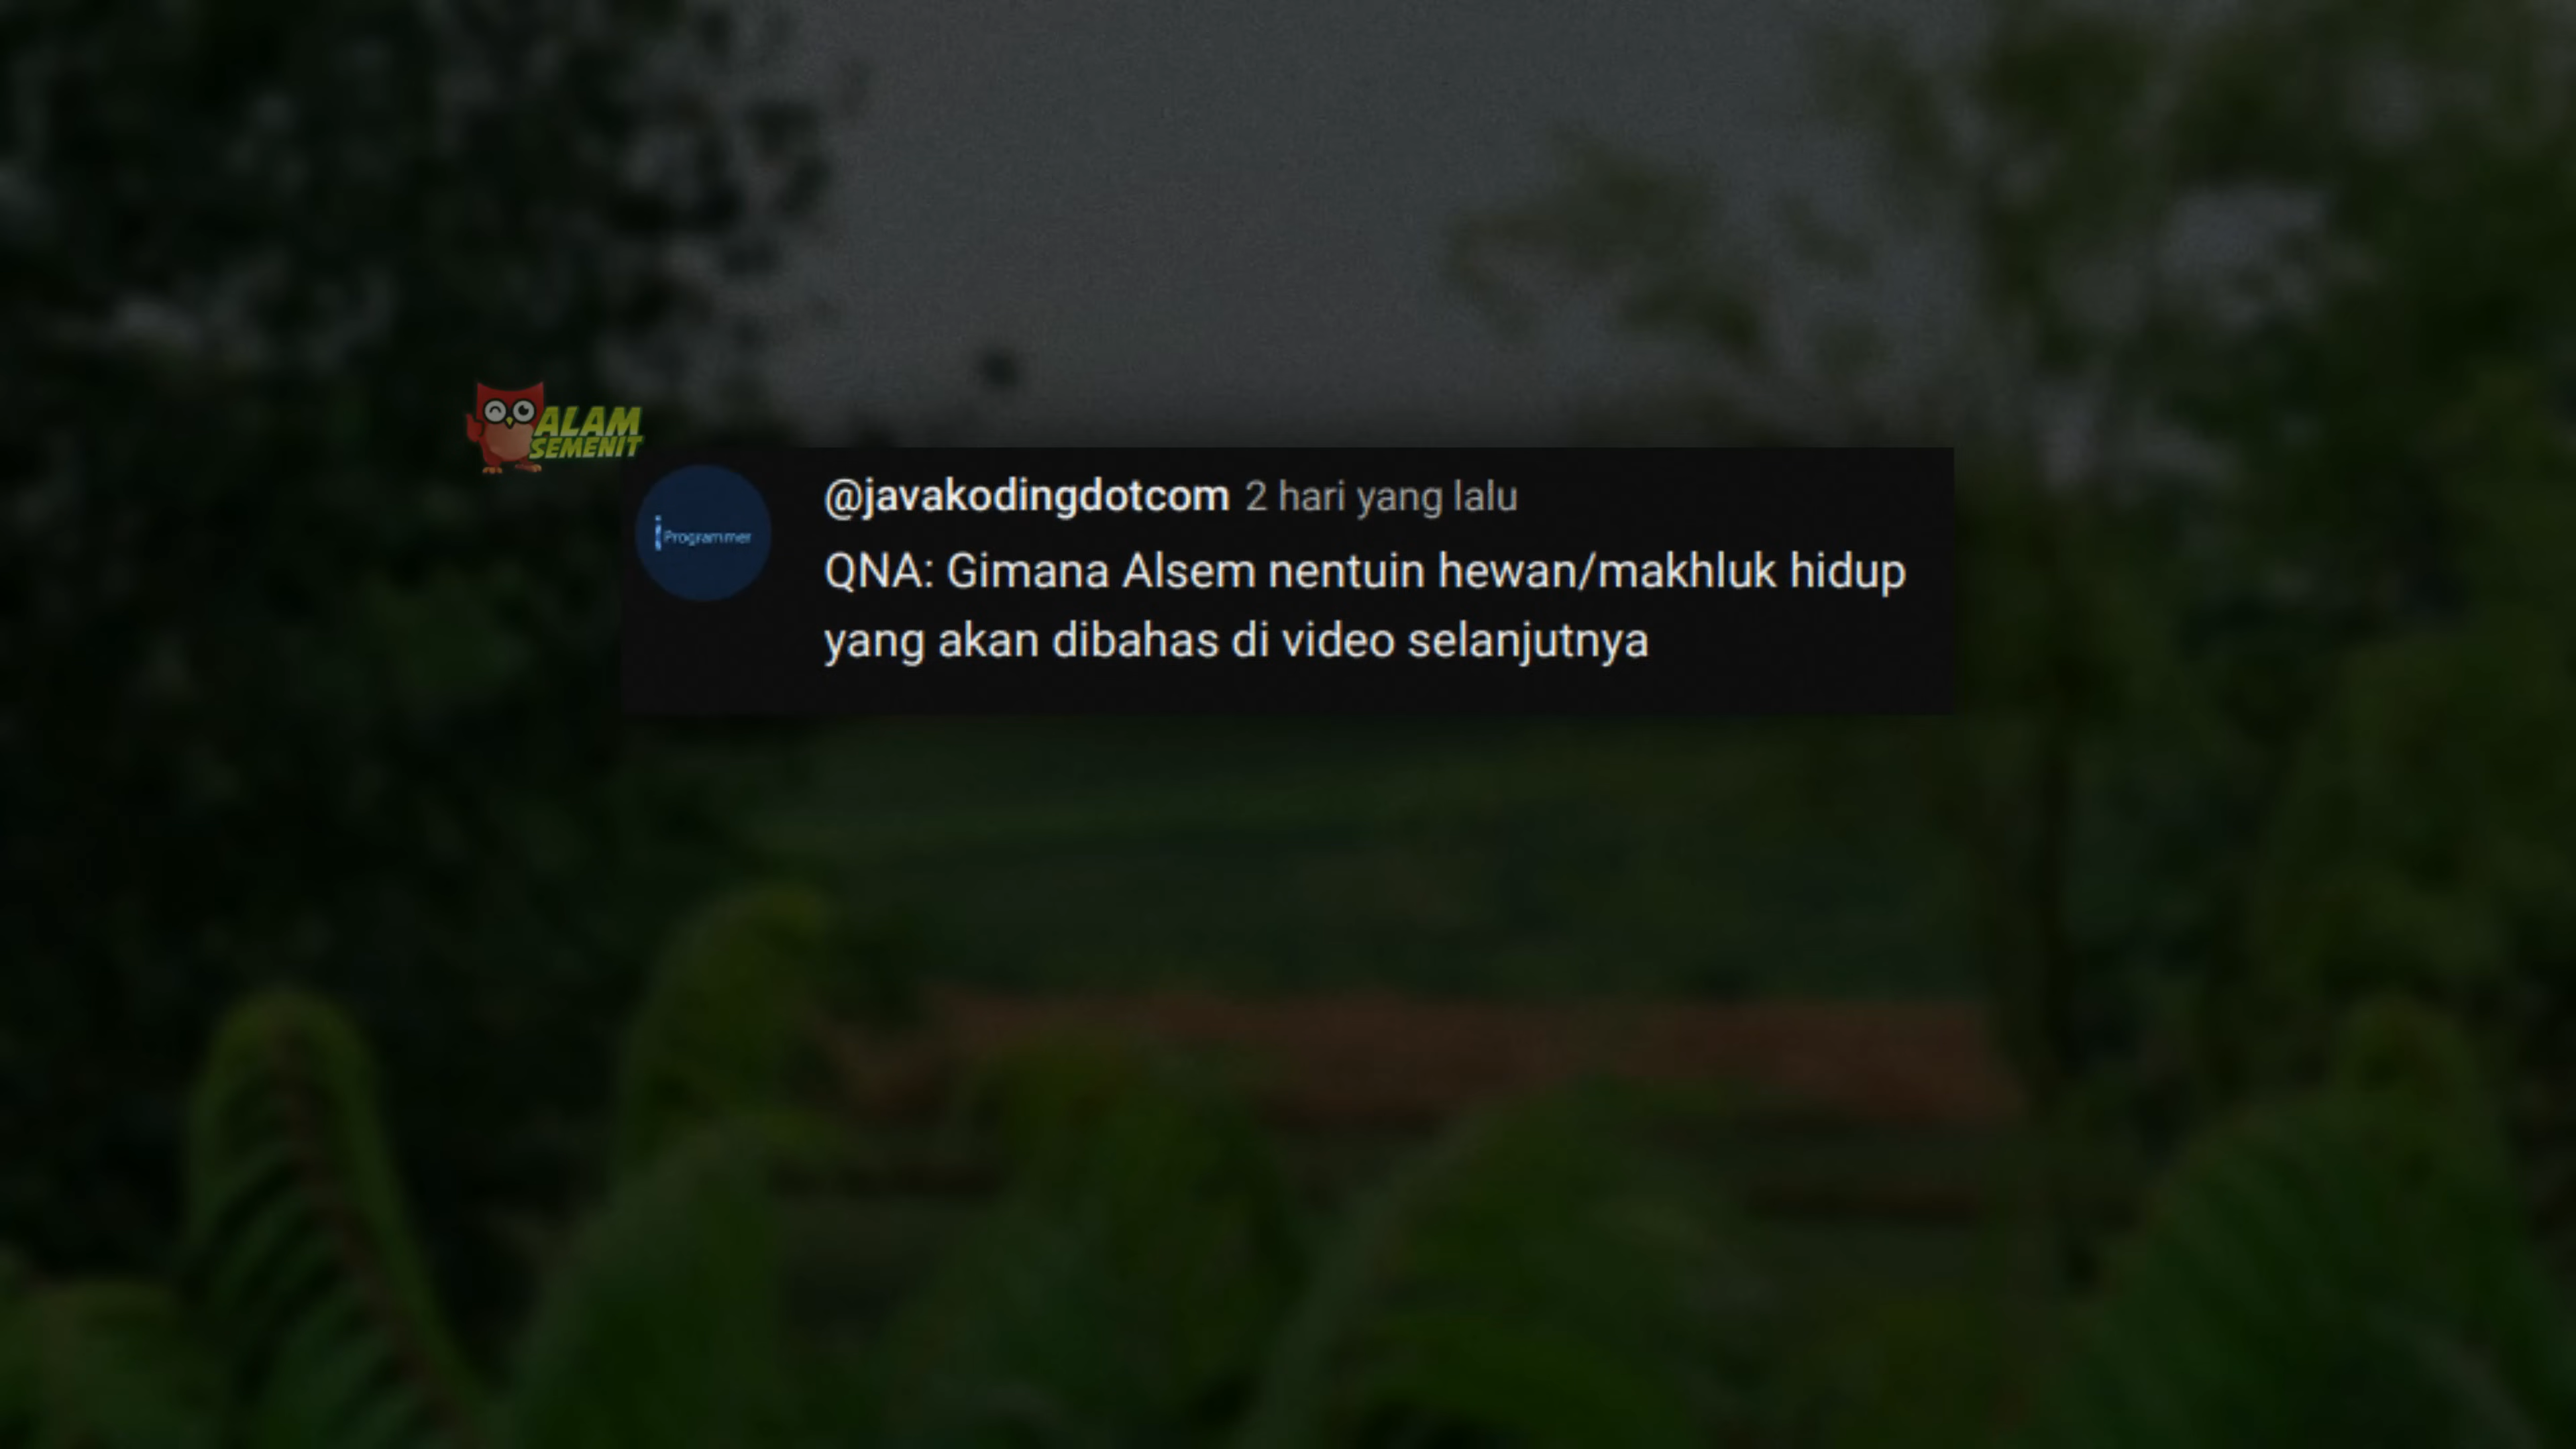 ALAM
SEMENIT
@javakodingdotcom 2 hari yang lalu
iProgrammer
QNA: Gimana Alsem nentuin hewan/makhluk hidup
yang akan dibahas di video selanjutnya